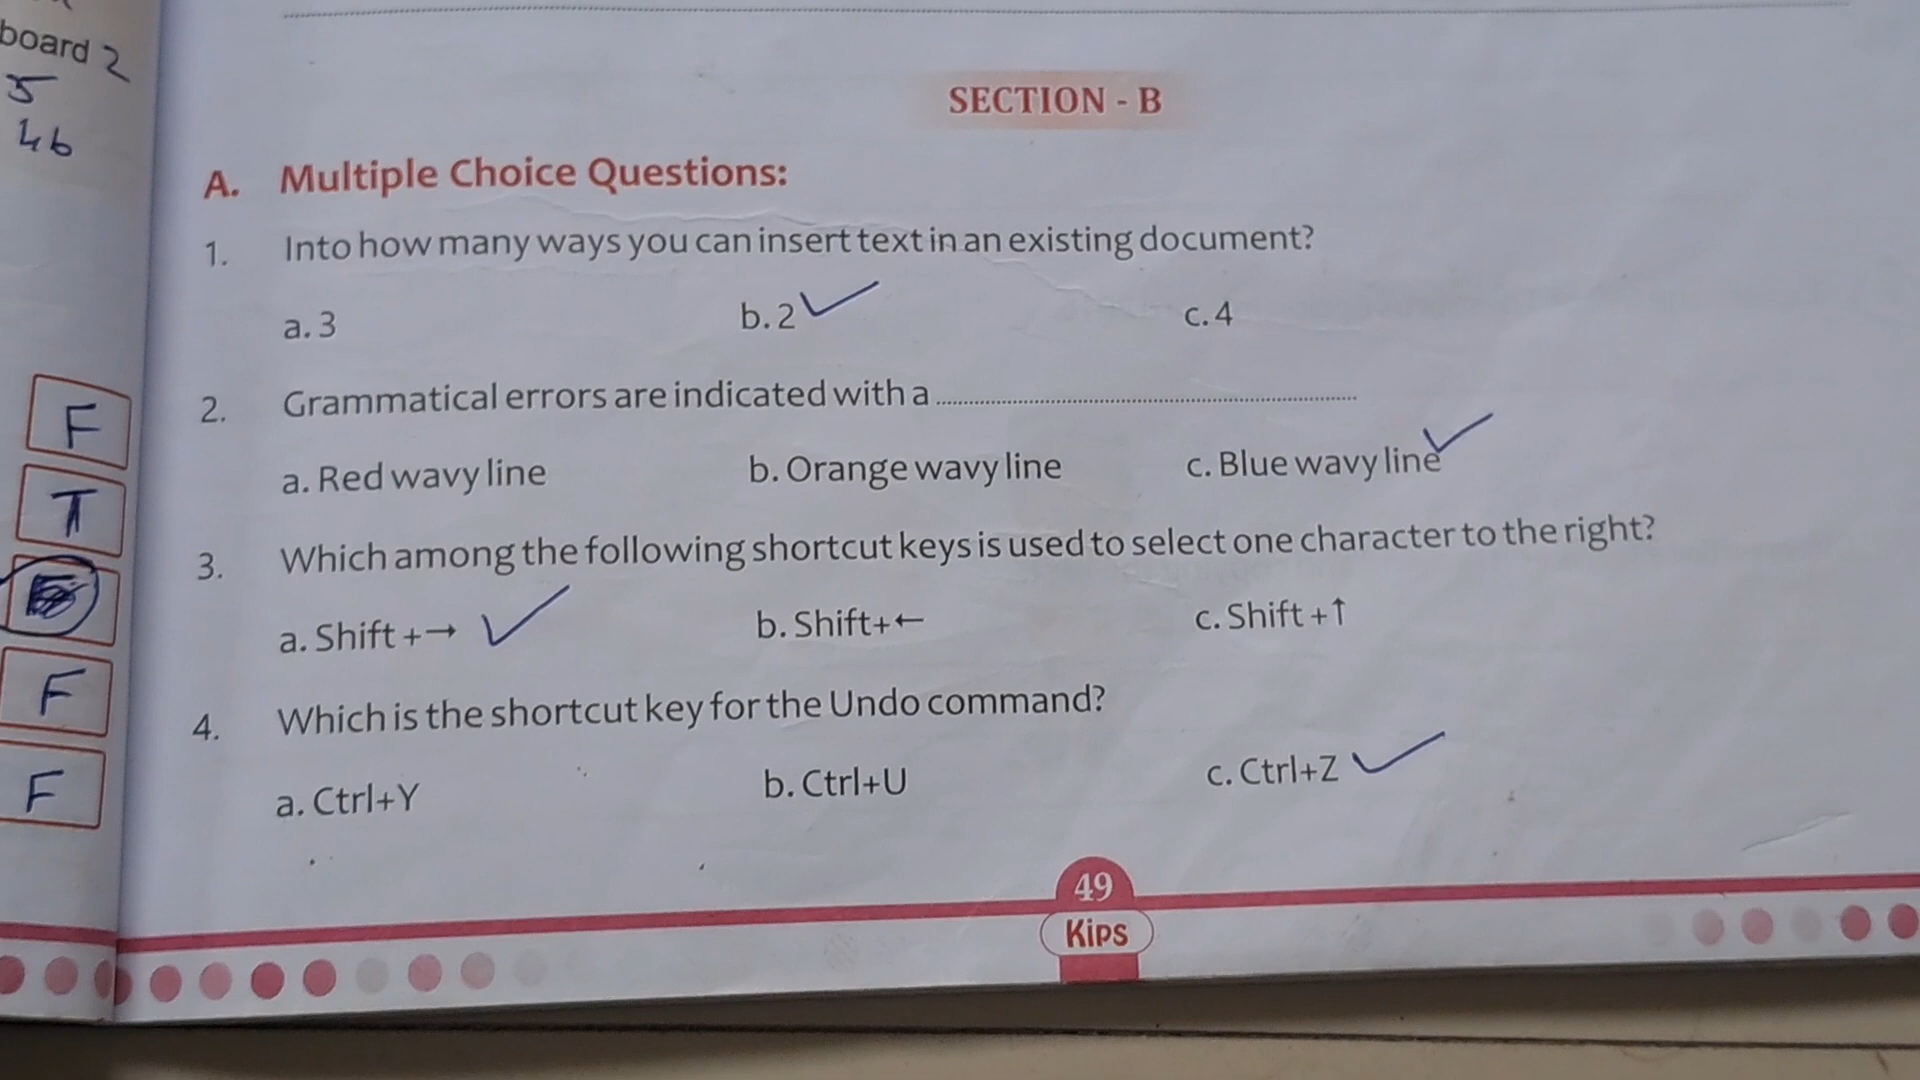 board 2
5
46
SECTION - B
A. Multiple Choice Questions:
1. Into how many ways you can insert text in an existing document?
a. 3 b. 2 ✓ c. 4
2. Grammatical errors are indicated with a ....................
F
a. Red wavy line b. Orange wavy line c. Blue wavy line ✓
T
3. Which among the following shortcut keys is used to select one character to the right?
a. Shift +→ ✓ b. Shift+← c. Shift +↑
F
4. Which is the shortcut key for the Undo command?
a. Ctrl+Y b. Ctrl+U c. Ctrl+Z ✓
F
49
Kips